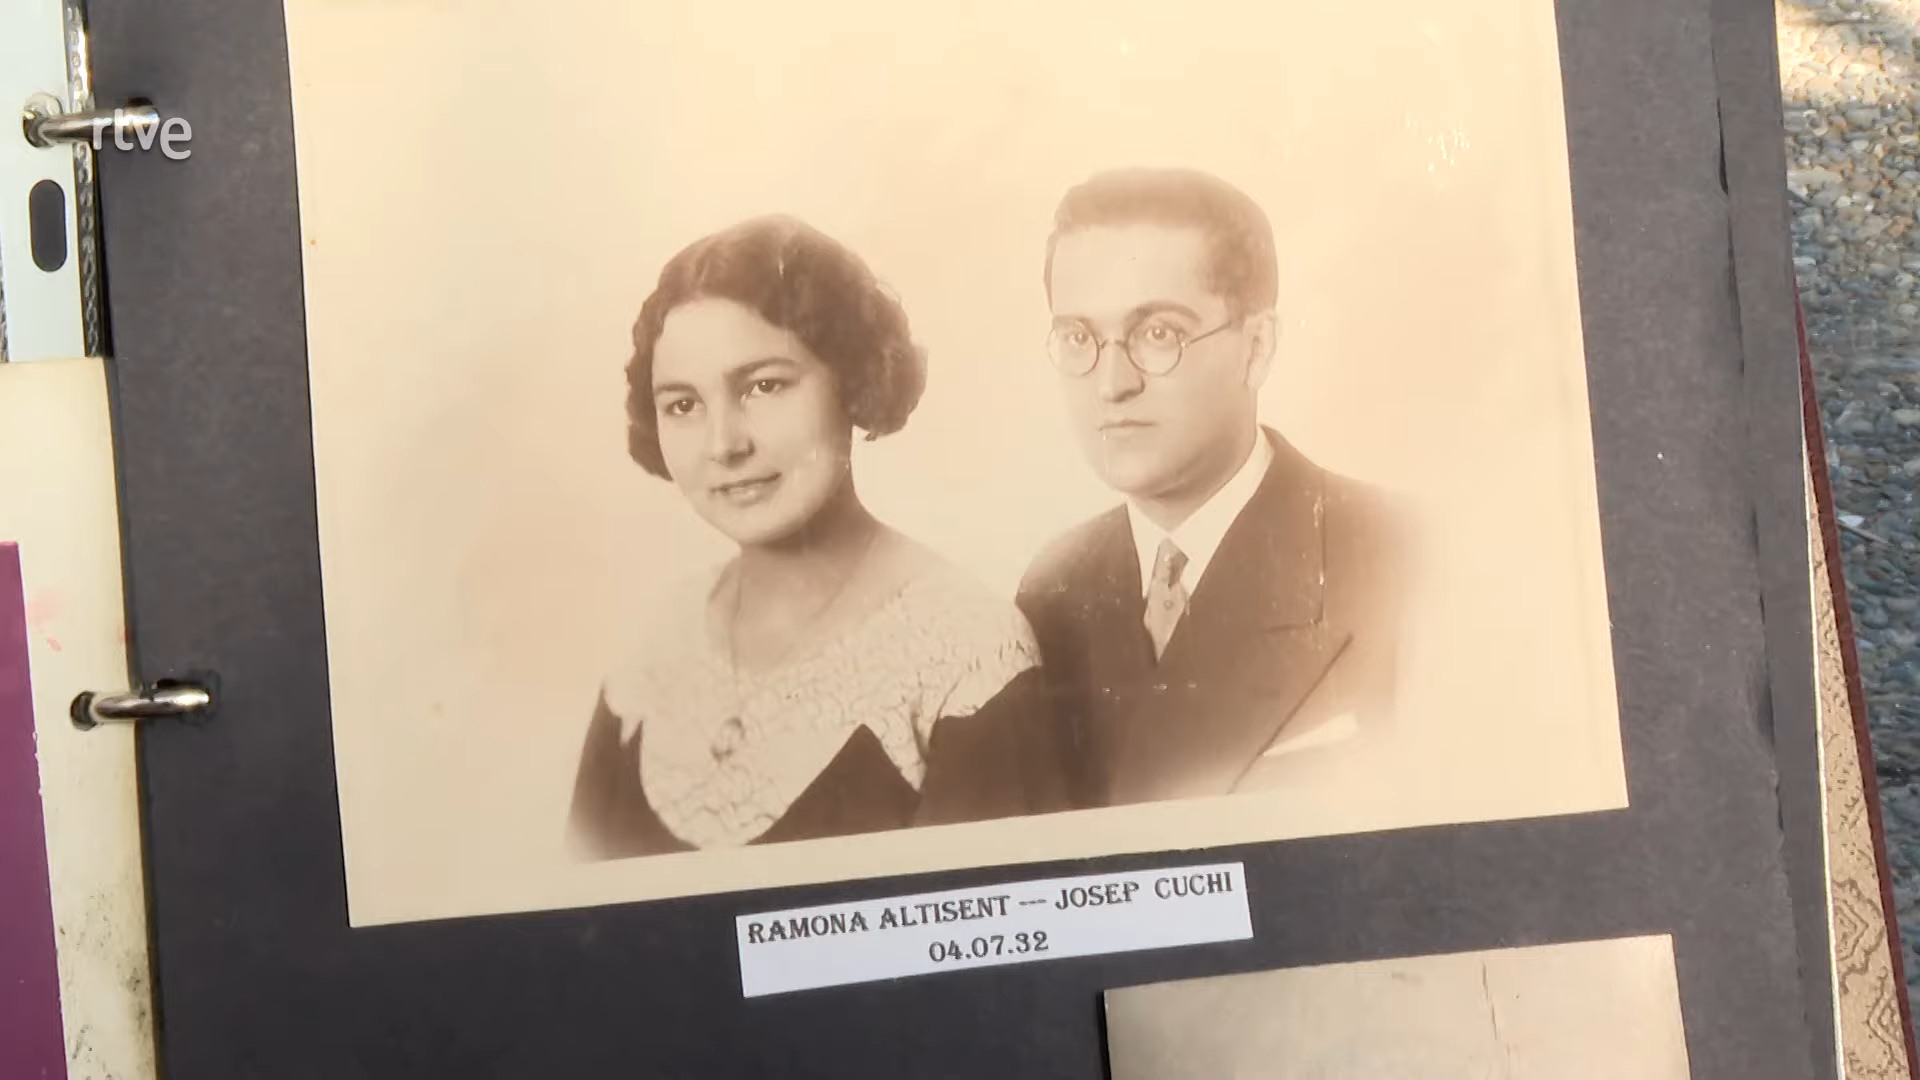 rtve
RAMONA ALTISENT --- JOSEP CUCHI
04.07.32